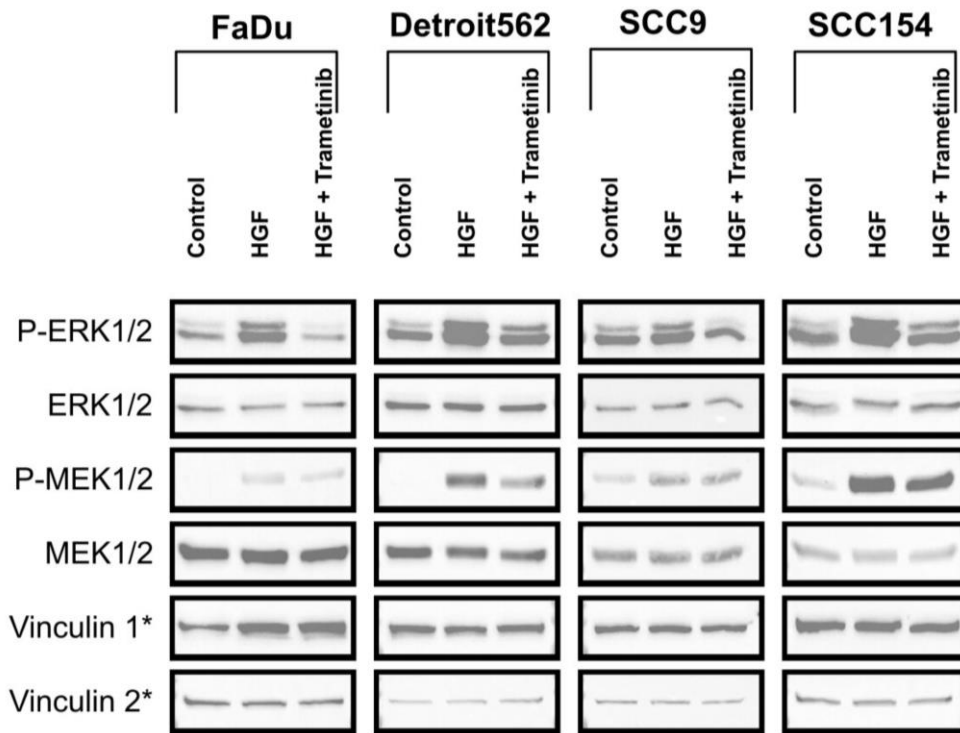 FaDu Detroit562 SCC9 SCC154
Control HGF HGF + Trametinib Control HGF HGF + Trametinib Control HGF HGF + Trametinib Control HGF HGF + Trametinib
P-ERK1/2
ERK1/2
P-MEK1/2
MEK1/2
Vinculin 1*
Vinculin 2*